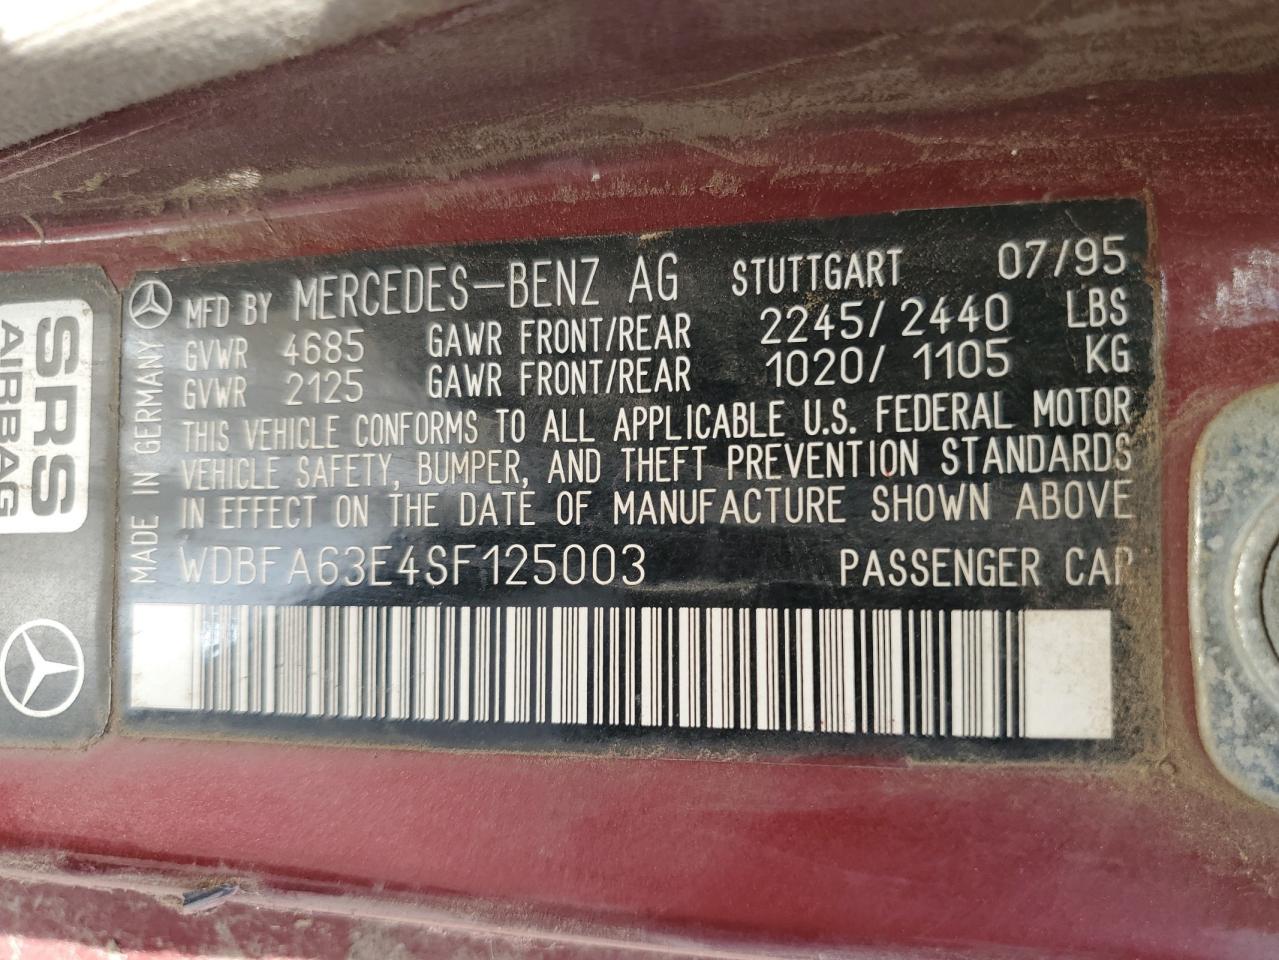 MFD BY MERCEDES-BENZ AG STUTTGART 07/95
GVWR 4685 GAWR FRONT/REAR 2245/2440 LBS
GVWR 2125 GAWR FRONT/REAR 1020/1105 KG
THIS VEHICLE CONFORMS TO ALL APPLICABLE U.S. FEDERAL MOTOR
VEHICLE SAFETY, BUMPER, AND THEFT PREVENTION STANDARDS
IN EFFECT ON THE DATE OF MANUFACTURE SHOWN ABOVE
WDBFA63E4SF125003 PASSENGER CAR
MADE IN GERMANY
SRS
AIRBAG